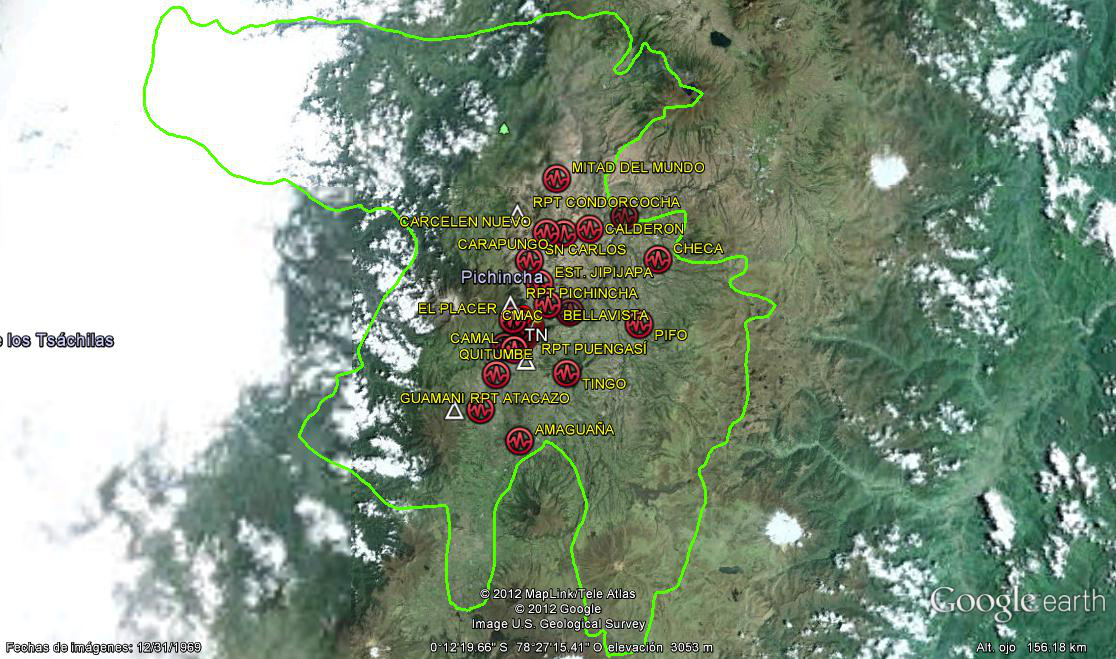 MITAD DEL MUNDO
RPT CONDORCOCHA
CARCELEN NUEVO
CALDERON
CARAPUNGO
SN CARLOS
CHECA
Pichincha
EST. JIPIJAPA
RPT PICHINCHA
EL PLACER
CMAC
BELLAVISTA
e los Tsáchilas
CAMAL
TN
PIFO
QUITUMBE
RPT PUENGASÍ
TINGO
GUAMANI
RPT ATACAZO
AMAGUAÑA
© 2012 MapLink/Tele Atlas
© 2012 Google
Image U.S. Geological Survey
Google earth
Fechas de imágenes: 12/31/1969
0°12'19.66" S 78°27'15.41" O elevación 3053 m
Alt. ojo 156.18 km